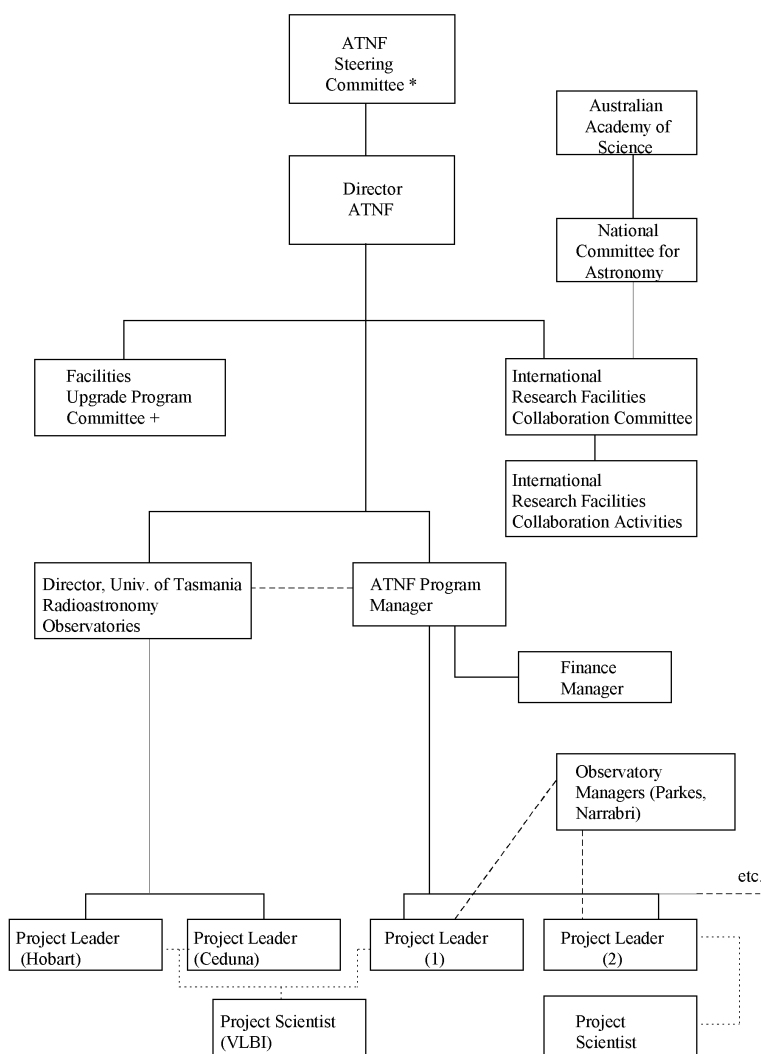 ATNF
Steering
Committee *
Australian
Academy of
Science
Director
ATNF
National
Committee for
Astronomy
Facilities
Upgrade Program
Committee +
International
Research Facilities
Collaboration Committee
International
Research Facilities
Collaboration Activities
Director, Univ. of Tasmania
Radioastronomy
Observatories
ATNF Program
Manager
Finance
Manager
Observatory
Managers (Parkes,
Narrabri)
etc.
Project Leader
(Hobart)
Project Leader
(Ceduna)
Project Leader
(1)
Project Leader
(2)
Project Scientist
(VLBI)
Project
Scientist